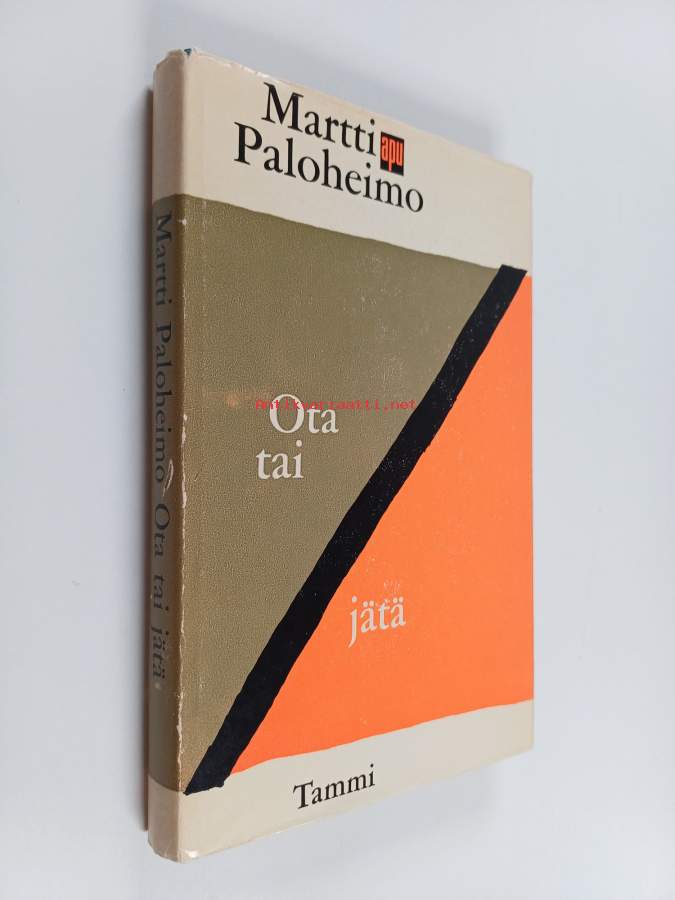 Martti
apu
Paloheimo
Ota
tai
jätä
Tammi
Martti Paloheimo Ota tai jätä
Antikvariaatti.net